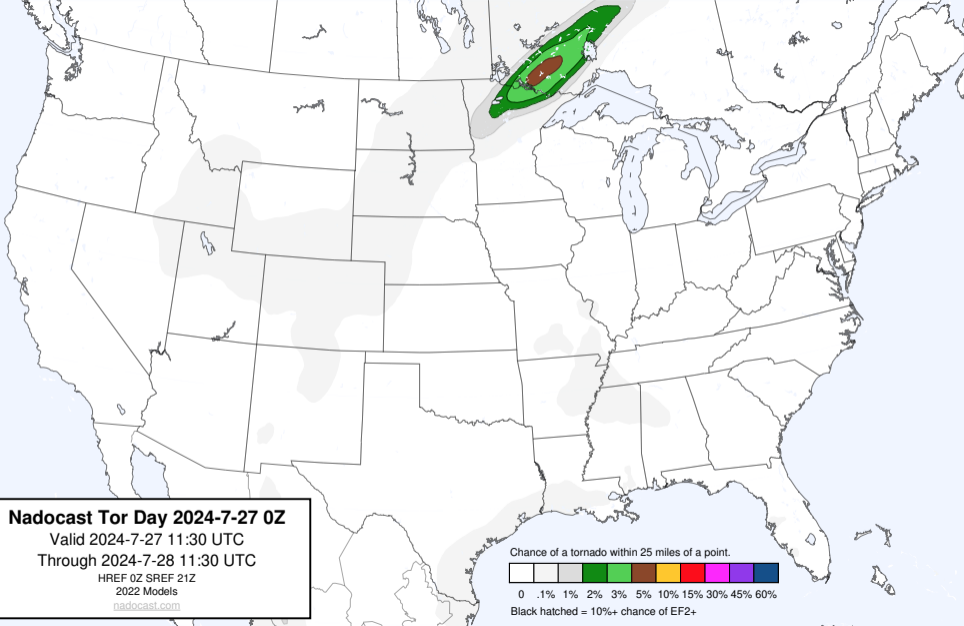 Nadocast Tor Day 2024-7-27 0Z
Valid 2024-7-27 11:30 UTC
Through 2024-7-28 11:30 UTC
HREF 0Z SREF 21Z
2022 Models
nadocast.com
Chance of a tornado within 25 miles of a point.
0 .1% 1% 2% 3% 5% 10% 15% 30% 45% 60%
Black hatched = 10%+ chance of EF2+